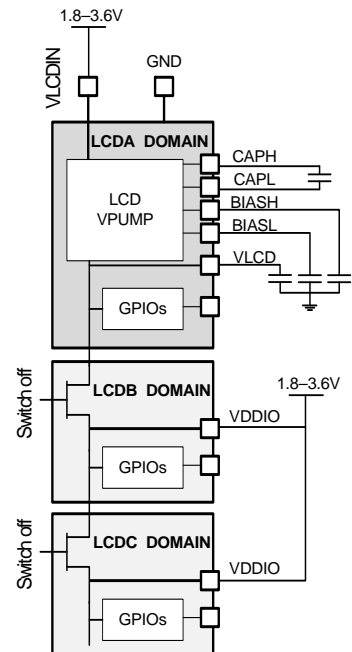 1.8–3.6V
VLCDIN
GND
LCDA DOMAIN
LCD
VPUMP
CAPH
CAPL
BIASH
BIASL
VLCD
GPIOs
Switch off
LCDB DOMAIN
1.8–3.6V
VDDIO
GPIOs
Switch off
LCDC DOMAIN
VDDIO
GPIOs